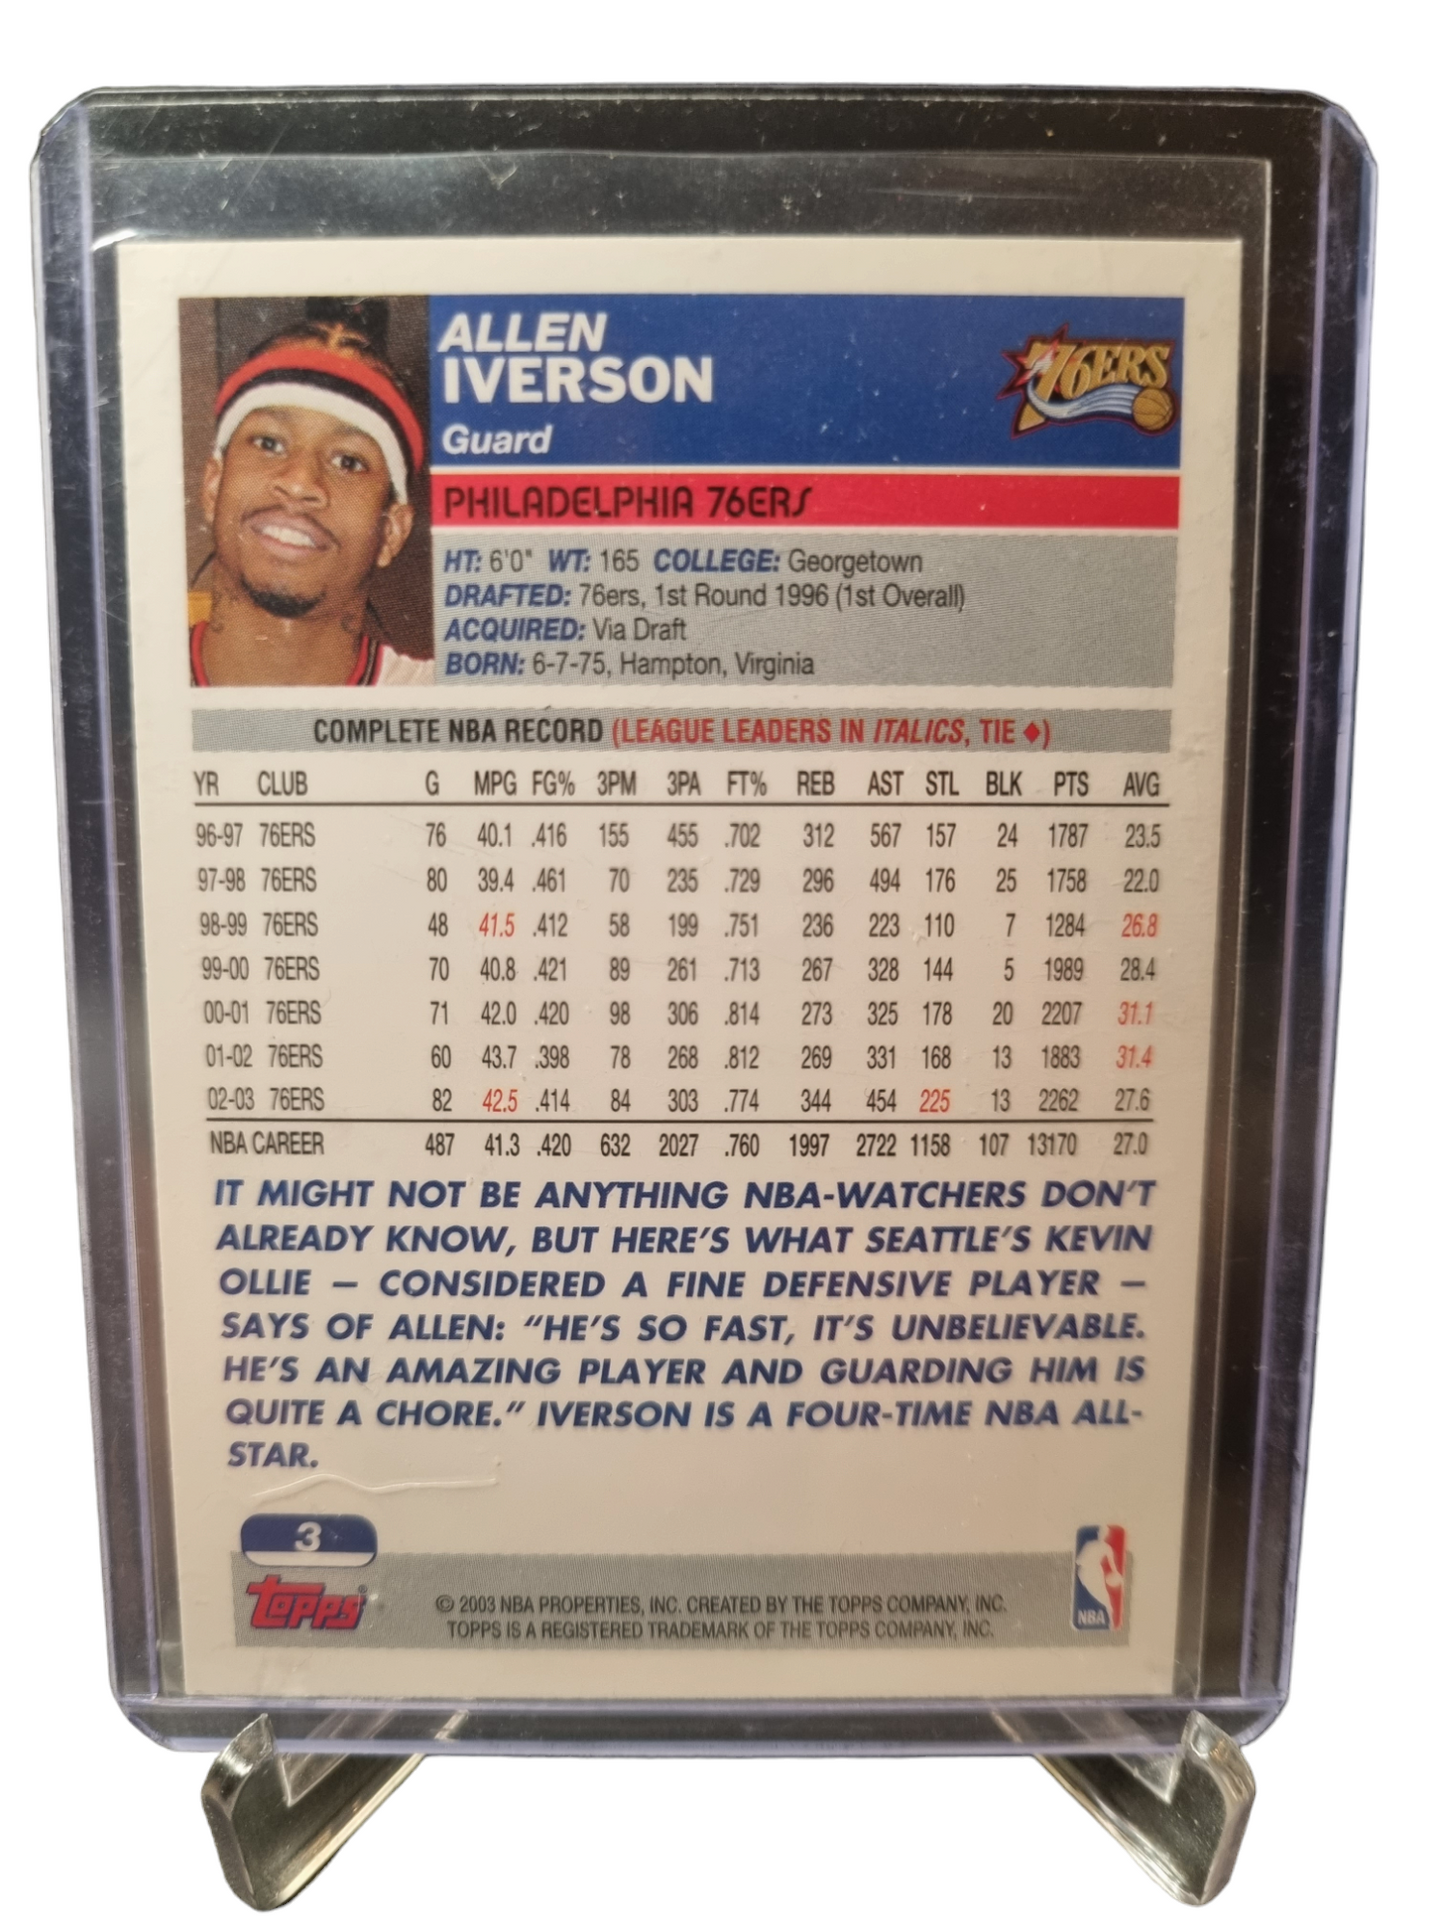 ALLEN
IVERSON
Guard
76ERS
PHILADELPHIA 76ERS
HT: 6'0" WT: 165 COLLEGE: Georgetown
DRAFTED: 76ers, 1st Round 1996 (1st Overall)
ACQUIRED: Via Draft
BORN: 6-7-75, Hampton, Virginia
COMPLETE NBA RECORD (LEAGUE LEADERS IN ITALICS, TIE ♦)
YR CLUB G MPG FG% 3PM 3PA FT% REB AST STL BLK PTS AVG
96-97 76ERS 76 40.1 .416 155 455 .702 312 567 157 24 1787 23.5
97-98 76ERS 80 39.4 .461 70 235 .729 296 494 176 25 1758 22.0
98-99 76ERS 48 41.5 .412 58 199 .751 236 223 110 7 1284 26.8
99-00 76ERS 70 40.8 .421 89 261 .713 267 328 144 5 1989 28.4
00-01 76ERS 71 42.0 .420 98 306 .814 273 325 178 20 2207 31.1
01-02 76ERS 60 43.7 .398 78 268 .812 269 331 168 13 1883 31.4
02-03 76ERS 82 42.5 .414 84 303 .774 344 454 225 13 2262 27.6
NBA CAREER 487 41.3 .420 632 2027 .760 1997 2722 1158 107 13170 27.0
IT MIGHT NOT BE ANYTHING NBA-WATCHERS DON'T
ALREADY KNOW, BUT HERE'S WHAT SEATTLE'S KEVIN
OLLIE — CONSIDERED A FINE DEFENSIVE PLAYER —
SAYS OF ALLEN: "HE'S SO FAST, IT'S UNBELIEVABLE.
HE'S AN AMAZING PLAYER AND GUARDING HIM IS
QUITE A CHORE." IVERSON IS A FOUR-TIME NBA ALL-
STAR.
3
Topps®
© 2003 NBA PROPERTIES, INC. CREATED BY THE TOPPS COMPANY, INC.
TOPPS IS A REGISTERED TRADEMARK OF THE TOPPS COMPANY, INC.
NBA